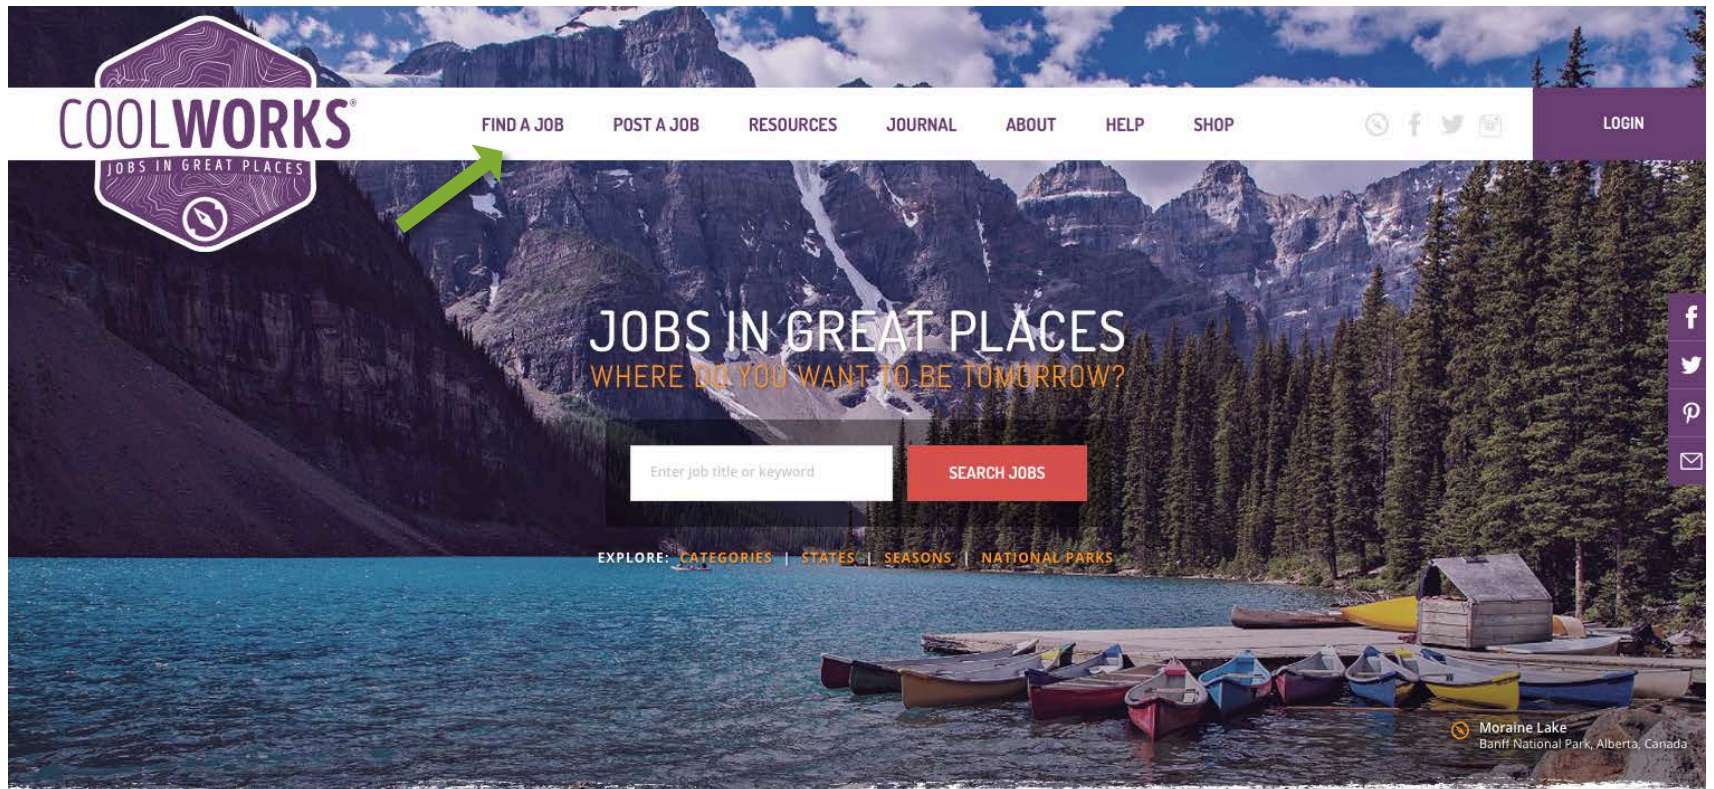 COOLWORKS®
JOBS IN GREAT PLACES
FIND A JOB POST A JOB RESOURCES JOURNAL ABOUT HELP SHOP
LOGIN
JOBS IN GREAT PLACES
WHERE DO YOU WANT TO BE TOMORROW?
Enter job title or keyword
SEARCH JOBS
EXPLORE: CATEGORIES | STATES | SEASONS | NATIONAL PARKS
Moraine Lake
Banff National Park, Alberta, Canada